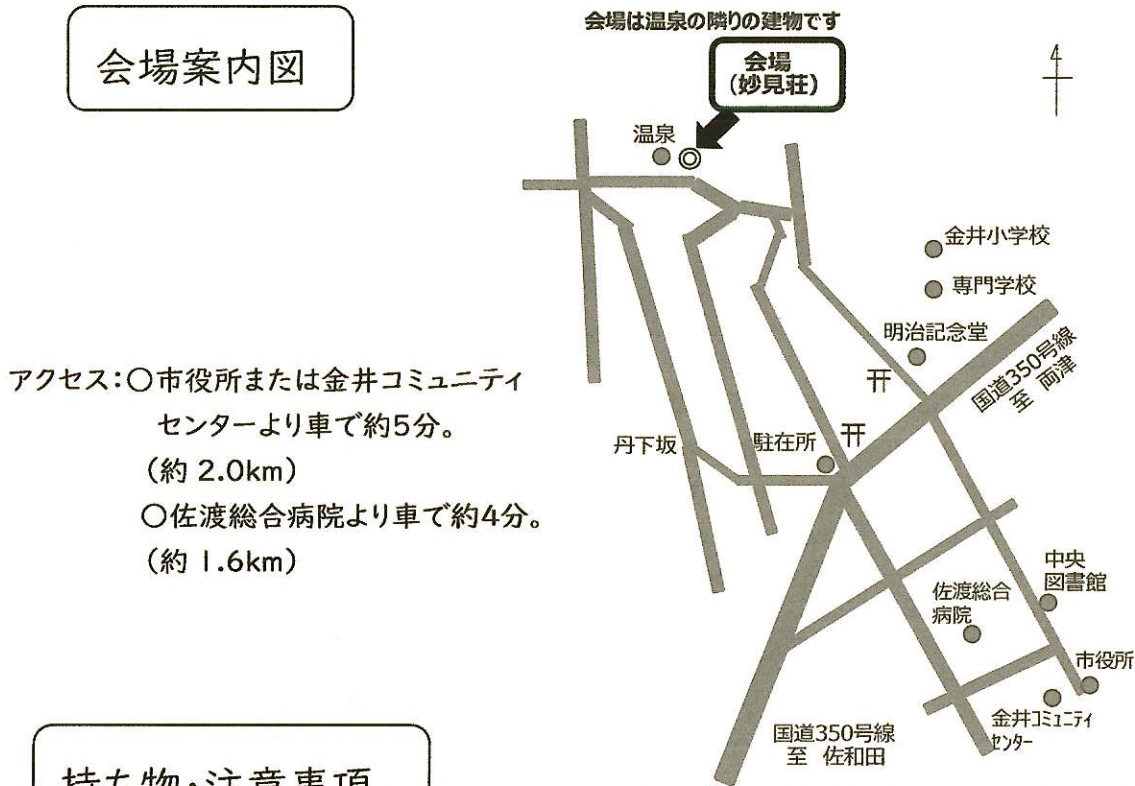 会場案内図
会場は温泉の隣りの建物です
会場
(妙見荘)
4
温泉
金井小学校
専門学校
明治記念堂
国道350号線
至 両津
アクセス:○市役所または金井コミュニティ
センターより車で約5分。
(約 2.0km)
○佐渡総合病院より車で約4分。
(約 1.6km)
丹下坂
駐在所
中央
図書館
佐渡総合
病院
市役所
金井コミュニティ
センター
国道350号線
至 佐和田
持ち物・注意事項